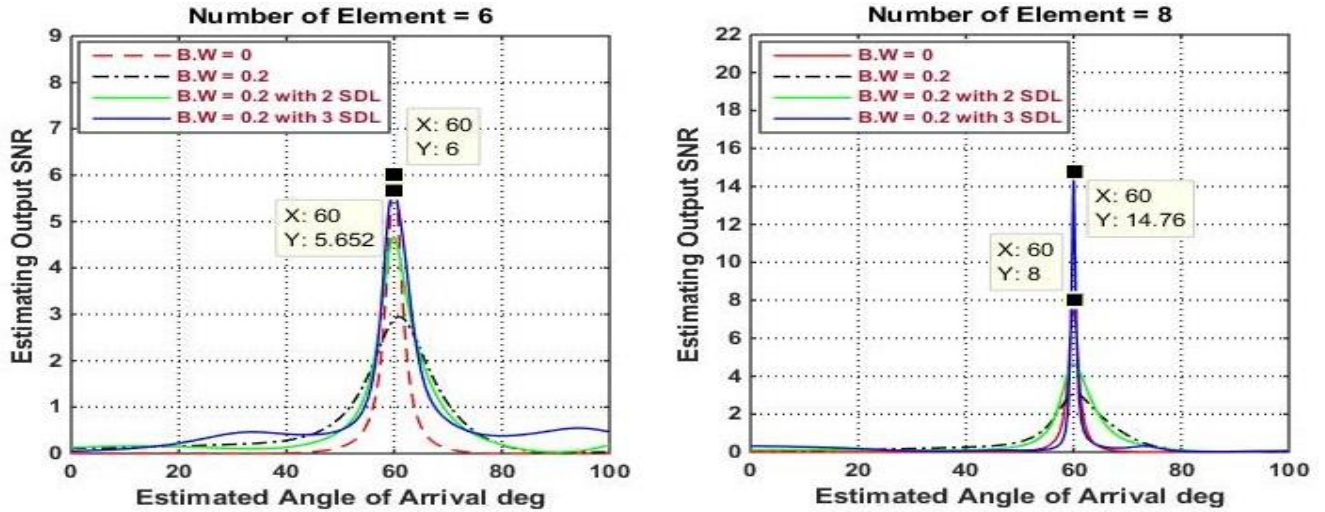 Number of Element = 6
9
8
7
6
5
4
3
2
1
0
Estimating Output SNR
B.W = 0
B.W = 0.2
B.W = 0.2 with 2 SDL
B.W = 0.2 with 3 SDL
X: 60
Y: 6
X: 60
Y: 5.652
0 20 40 60 80 100
Estimated Angle of Arrival deg
Number of Element = 8
22
20
18
16
14
12
10
8
6
4
2
0
Estimating Output SNR
B.W = 0
B.W = 0.2
B.W = 0.2 with 2 SDL
B.W = 0.2 with 3 SDL
X: 60
Y: 14.76
X: 60
Y: 8
0 20 40 60 80 100
Estimated Angle of Arrival deg